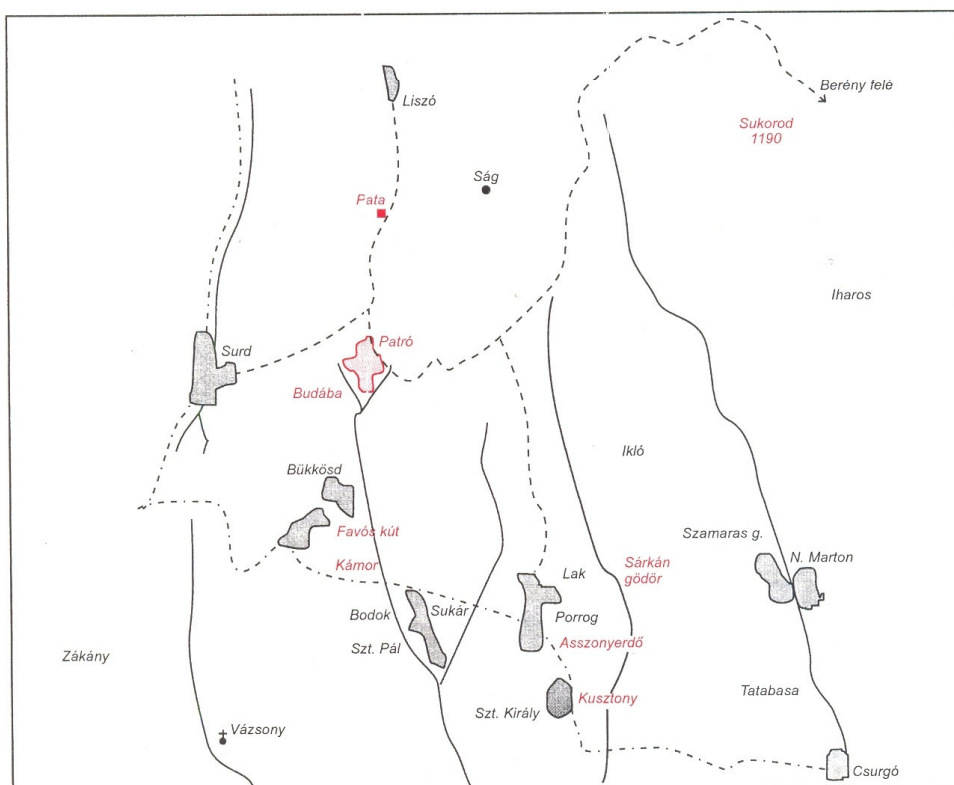 Berény felé
Liszó
Sukorod
1190
Ság
Pata
Iharos
Patró
Surd
Budába
Ikló
Bükkösd
Favós kút
Szamaras g.
N. Marton
Kámor
Sárkán
gödör
Lak
Bodok
Sukár
Porrog
Szt. Pál
Asszonyerdő
Zákány
Tatabasa
Kusztony
Szt. Király
Vázsony
Csurgó